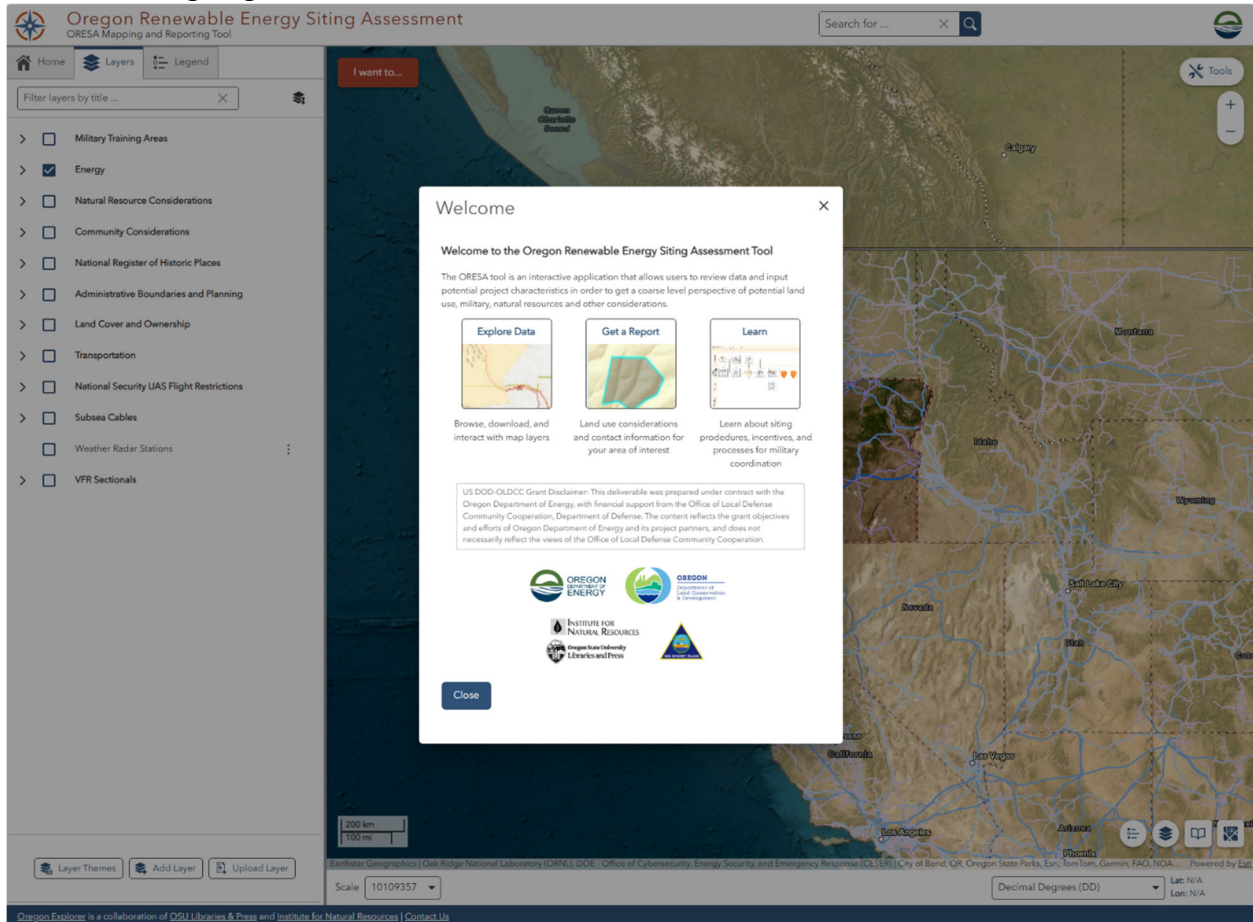 Oregon Renewable Energy Siting Assessment
ORESA Mapping and Reporting Tool
Search for ...
Home
Layers
Legend
Filter layers by title ...
Military Training Areas
Energy
Natural Resource Considerations
Community Considerations
National Register of Historic Places
Administrative Boundaries and Planning
Land Cover and Ownership
Transportation
National Security UAS Flight Restrictions
Subsea Cables
Weather Radar Stations
VFR Sectionals
Layer Themes
Add Layer
Upload Layer
I want to...
Tools
+
−
Queen
Charlotte
Sound
Calgary
Montana
Idaho
Wyoming
Salt Lake City
Nevada
Utah
California
Las Vegas
Los Angeles
Arizona
Phoenix
Welcome
Welcome to the Oregon Renewable Energy Siting Assessment Tool
The ORESA tool is an interactive application that allows users to review data and input
potential project characteristics in order to get a coarse level perspective of potential land
use, military, natural resources and other considerations.
Explore Data
Browse, download, and
interact with map layers
Get a Report
Land use considerations
and contact information for
your area of interest
Learn
Learn about siting
prodedures, incentives, and
processes for military
coordination
US DOD-OLDCC Grant Disclaimer: This deliverable was prepared under contract with the
Oregon Department of Energy, with financial support from the Office of Local Defense
Community Cooperation, Department of Defense. The content reflects the grant objectives
and efforts of Oregon Department of Energy and its project partners, and does not
necessarily reflect the views of the Office of Local Defense Community Cooperation.
OREGON
DEPARTMENT OF
ENERGY
OREGON
Department of
Land Conservation
& Development
INSTITUTE FOR
NATURAL RESOURCES
Oregon State University
Libraries and Press
Close
200 km
100 mi
Earthstar Geographics | Oak Ridge National Laboratory (ORNL), DOE - Office of Cybersecurity, Energy Security, and Emergency Response (CESER) | City of Bend, OR, Oregon State Parks, Esri, TomTom, Garmin, FAO, NOA... Powered by Esri
Scale
10109357
Decimal Degrees (DD)
Lat: N/A
Lon: N/A
Oregon Explorer is a collaboration of OSU Libraries & Press and Institute for Natural Resources | Contact Us